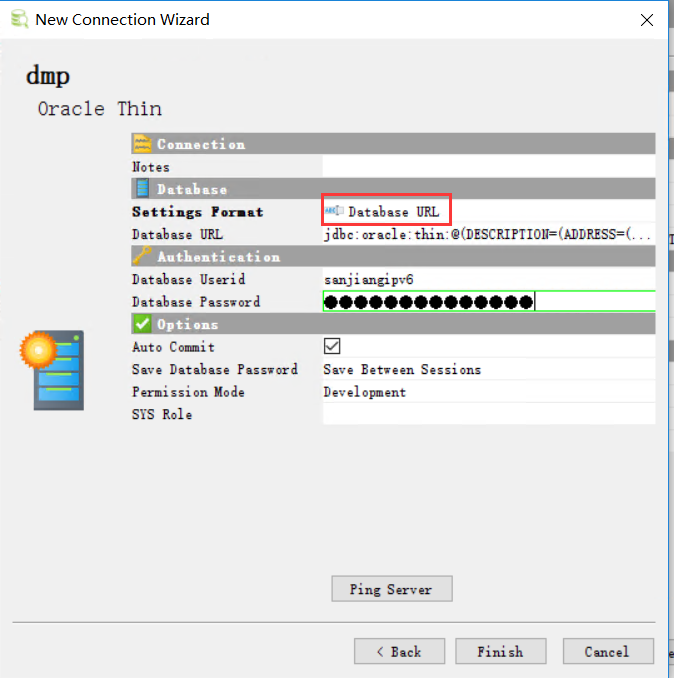 New Connection Wizard
dmp
Oracle Thin
Connection
Notes
Database
Settings Format Database URL
Database URL jdbc:oracle:thin:@(DESCRIPTION=(ADDRESS=(...
Authentication
Database Userid sanjiangipv6
Database Password ●●●●●●●●●●●●●●
Options
Auto Commit
Save Database Password Save Between Sessions
Permission Mode Development
SYS Role
Ping Server
< Back Finish Cancel